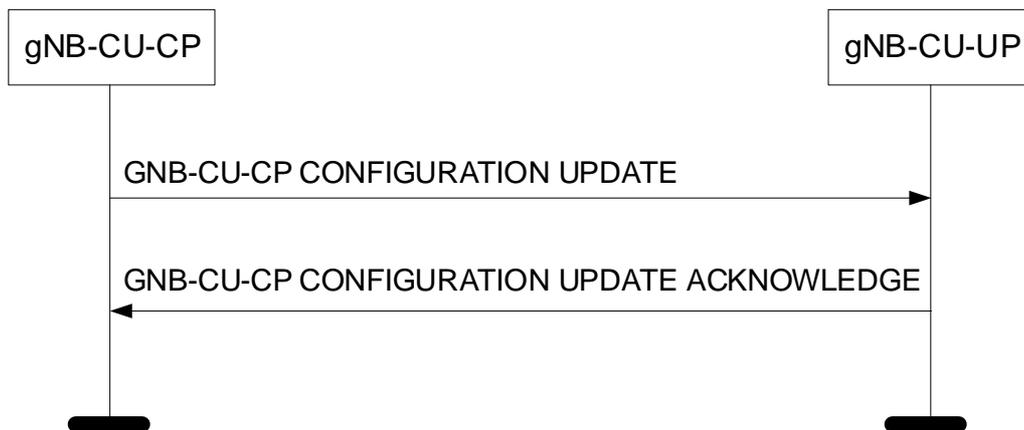 gNB-CU-CP
gNB-CU-UP
GNB-CU-CP CONFIGURATION UPDATE
GNB-CU-CP CONFIGURATION UPDATE ACKNOWLEDGE